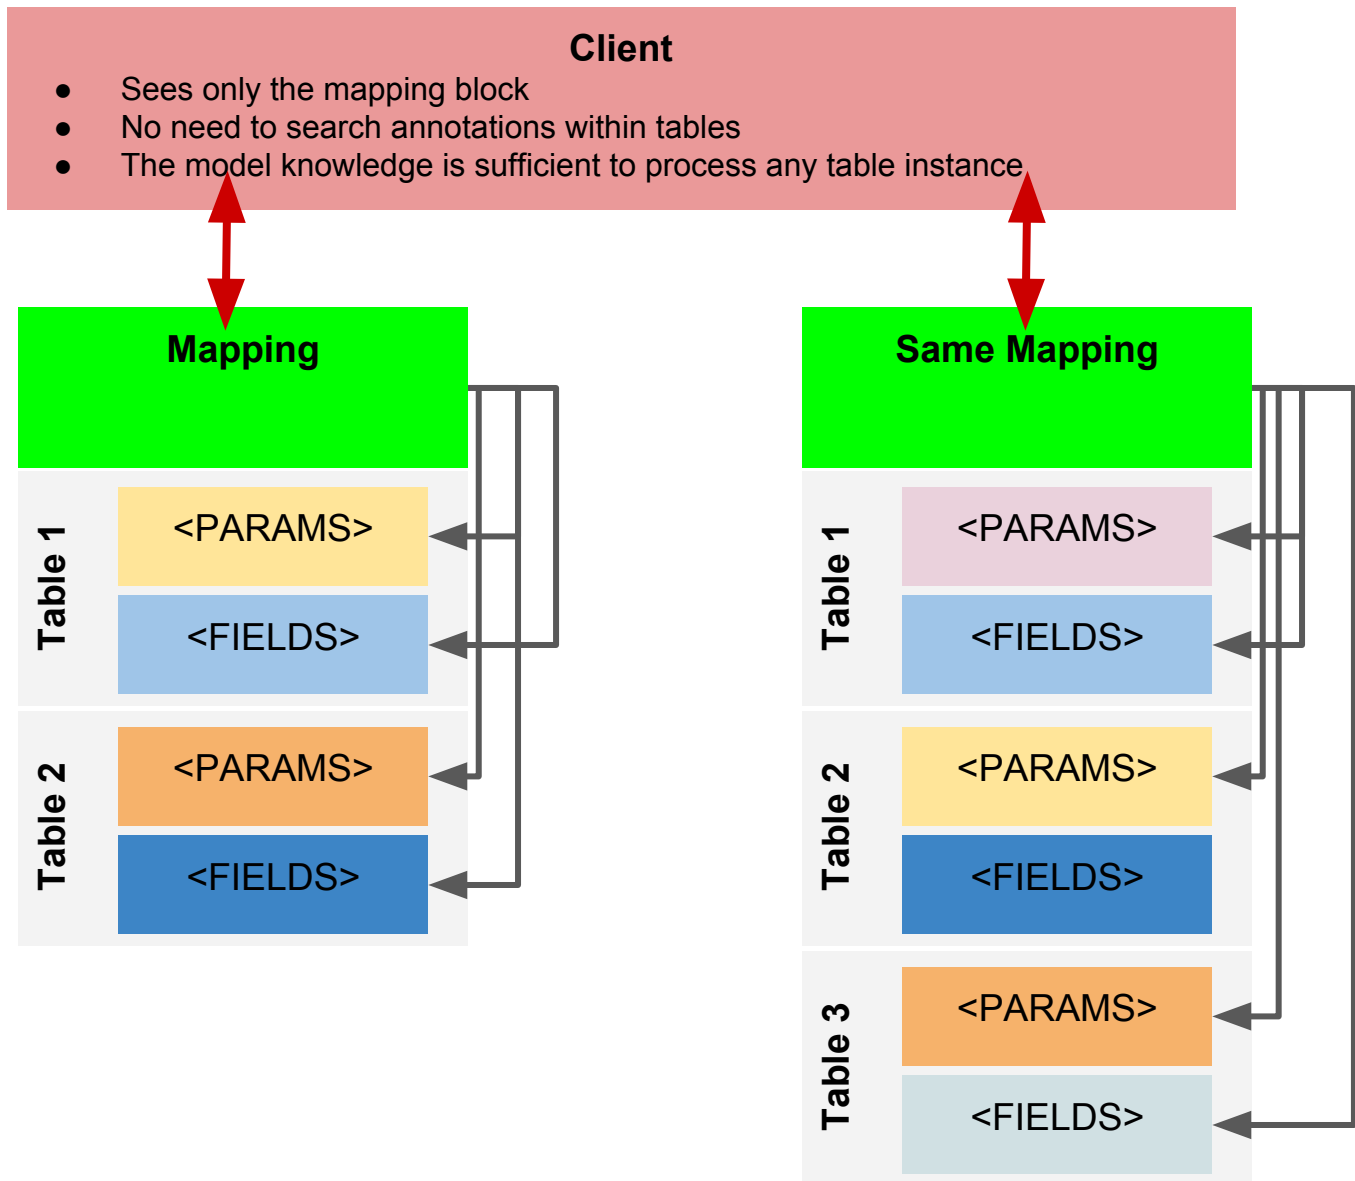 Client
● Sees only the mapping block
● No need to search annotations within tables
● The model knowledge is sufficient to process any table instance
Mapping
Table 1
<PARAMS>
<FIELDS>
Table 2
<PARAMS>
<FIELDS>
Same Mapping
Table 1
<PARAMS>
<FIELDS>
Table 2
<PARAMS>
<FIELDS>
Table 3
<PARAMS>
<FIELDS>